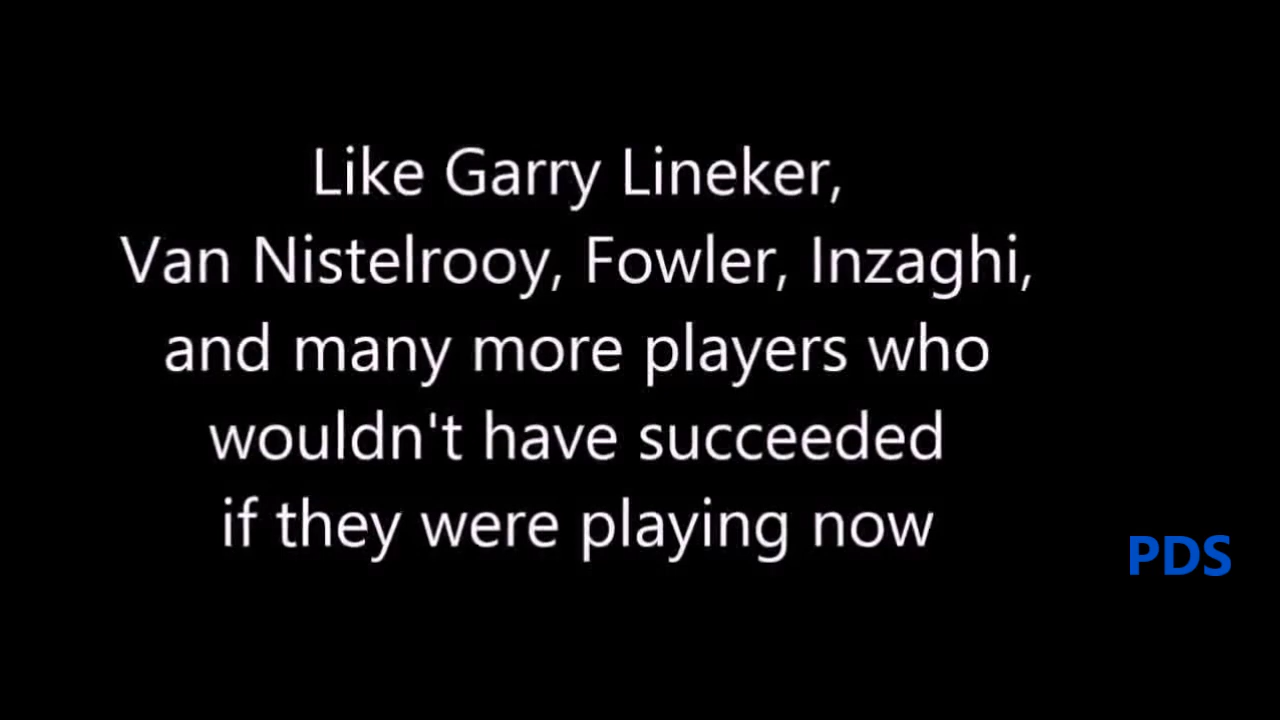 Like Garry Lineker,
Van Nistelrooy, Fowler, Inzaghi,
and many more players who
wouldn't have succeeded
if they were playing now
PDS